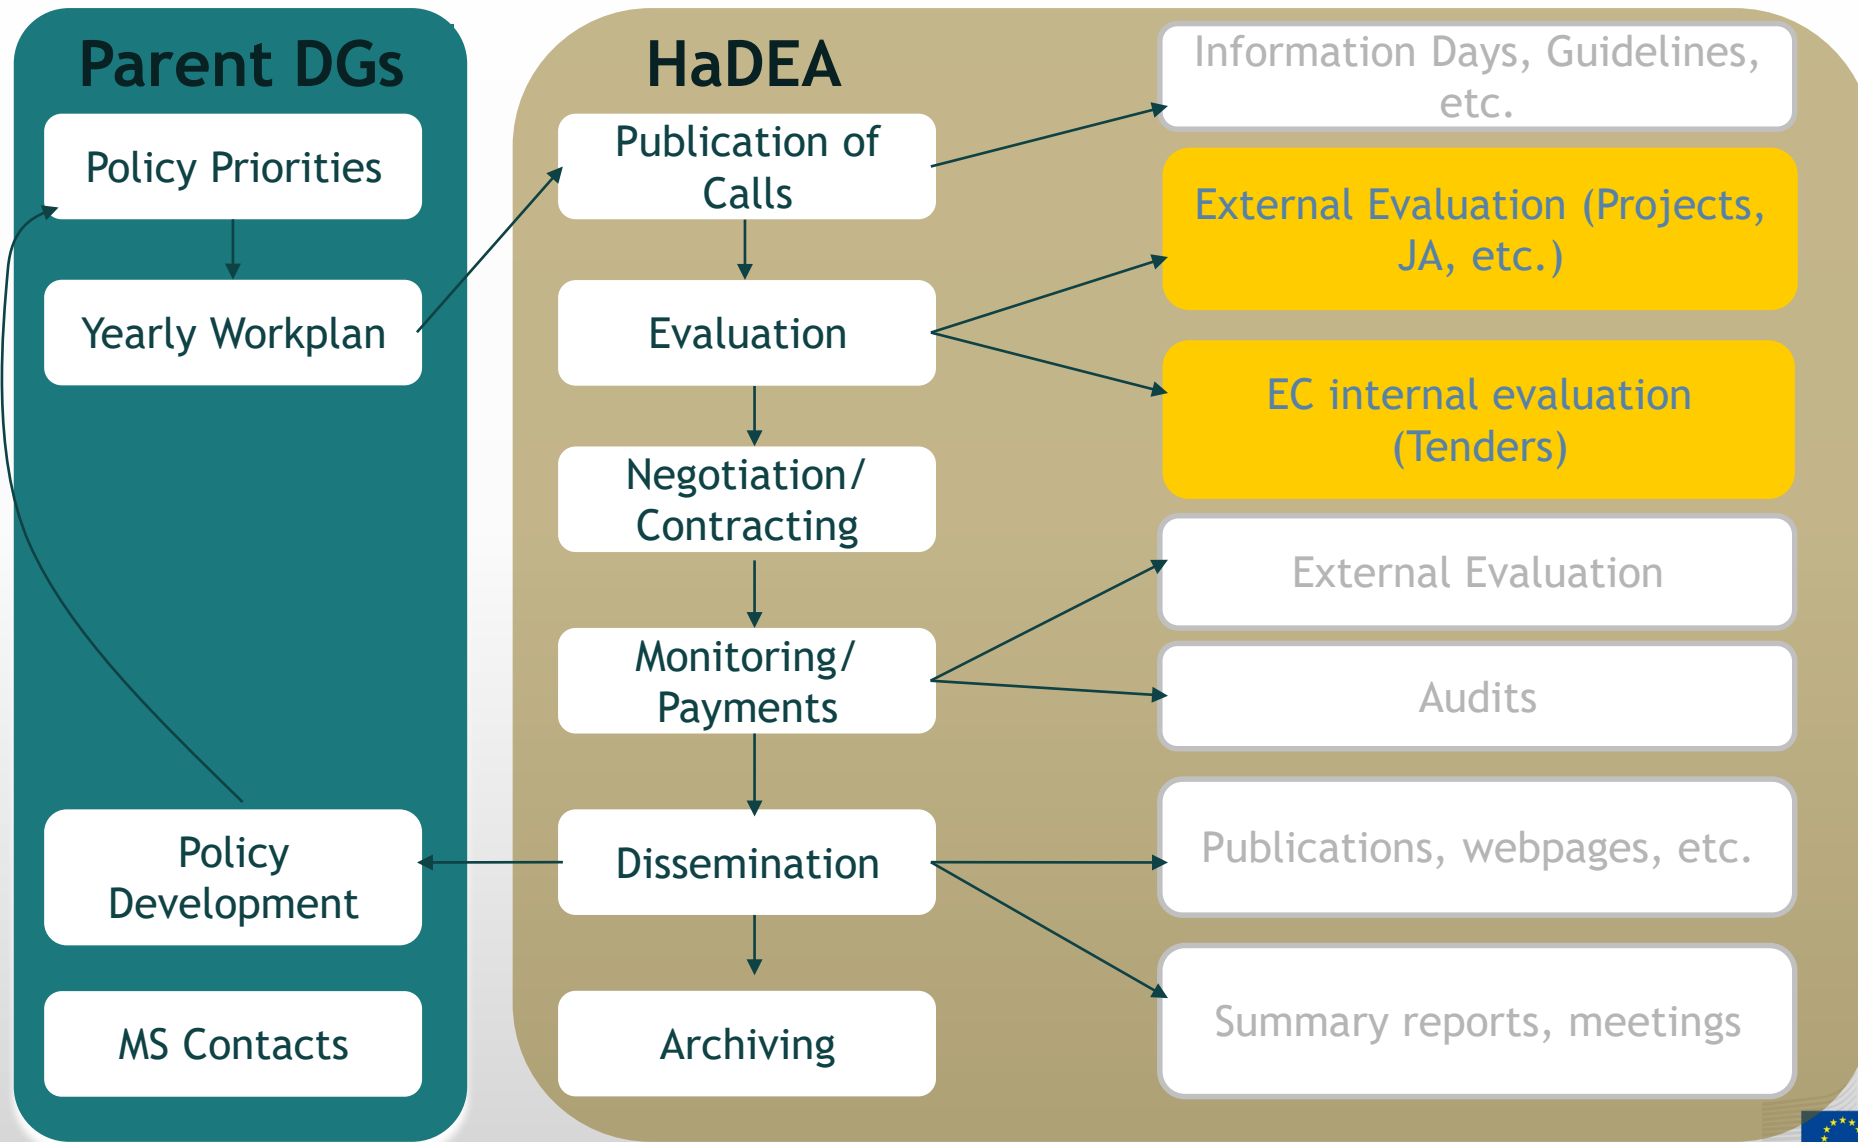 Parent DGs
Policy Priorities
Yearly Workplan
Policy
Development
MS Contacts
HaDEA
Publication of
Calls
Evaluation
Negotiation/
Contracting
Monitoring/
Payments
Dissemination
Archiving
Information Days, Guidelines,
etc.
External Evaluation (Projects,
JA, etc.)
EC internal evaluation
(Tenders)
External Evaluation
Audits
Publications, webpages, etc.
Summary reports, meetings